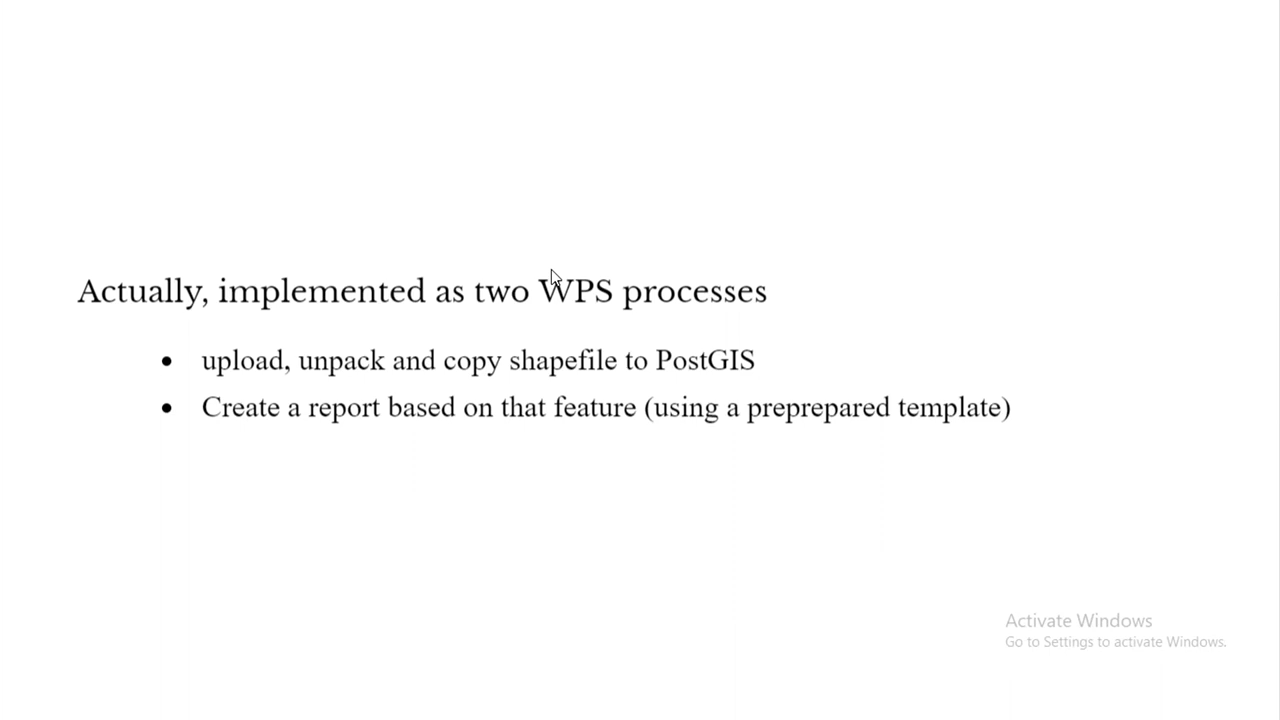 Actually, implemented as two WPS processes
• upload, unpack and copy shapefile to PostGIS
• Create a report based on that feature (using a preprepared template)
Activate Windows
Go to Settings to activate Windows.